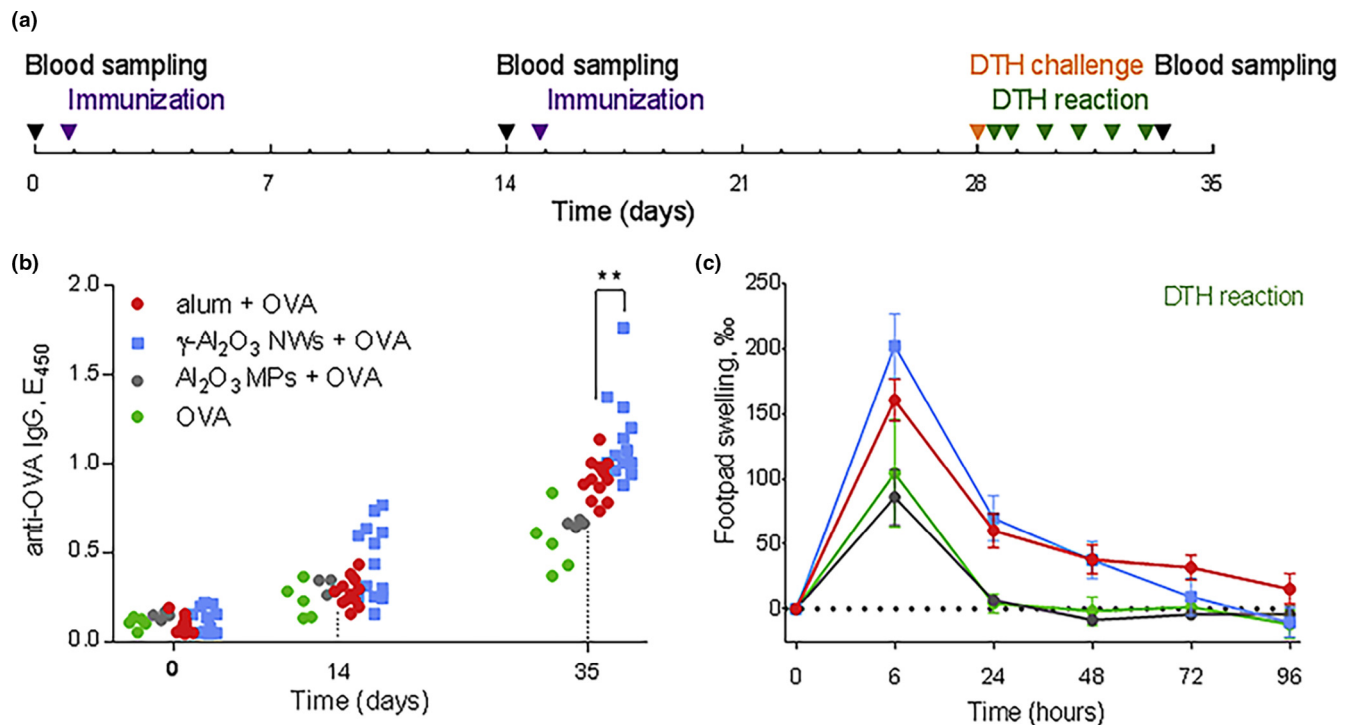 (a)
Blood sampling Blood sampling DTH challenge Blood sampling
Immunization Immunization DTH reaction
0 7 14 21 28 35
Time (days)
(b)
2.0
1.5
1.0
0.5
0.0
anti-OVA IgG, E₄₅₀
alum + OVA
γ-Al₂O₃ NWs + OVA
Al₂O₃ MPs + OVA
OVA
**
0 14 35
Time (days)
(c)
250
200
150
100
50
0
Footpad swelling, ‰
DTH reaction
0 6 24 48 72 96
Time (hours)